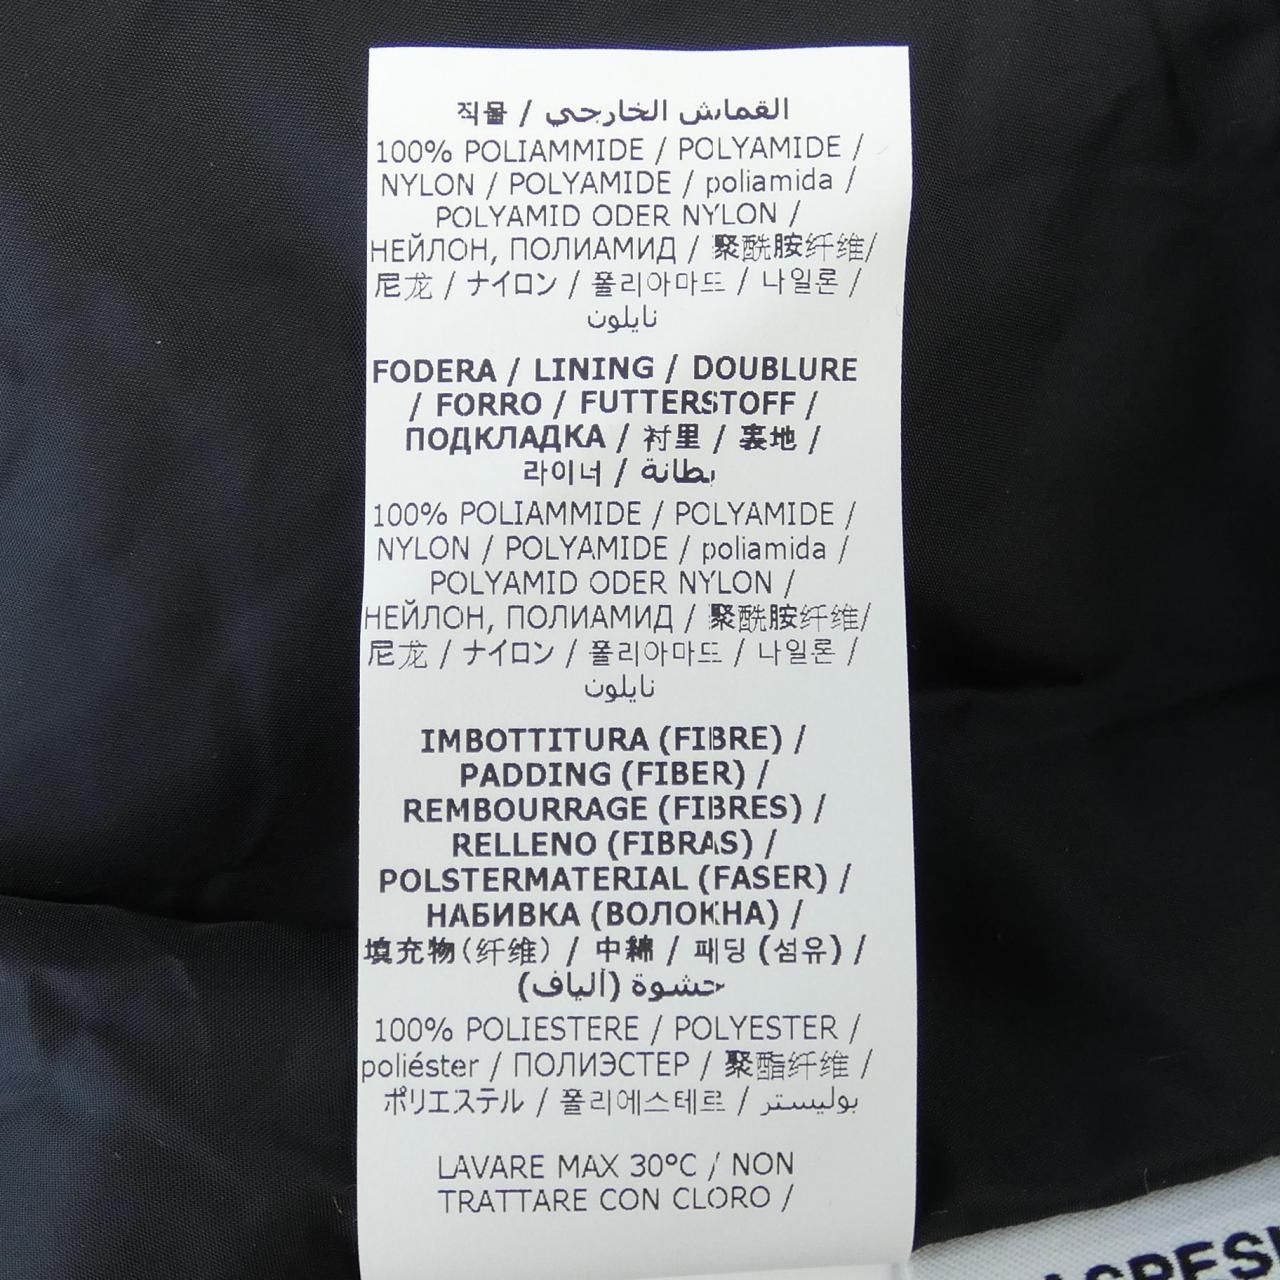 직물 / القماش الخارجي
100% POLIAMMIDE / POLYAMIDE /
NYLON / POLYAMIDE / poliamida /
POLYAMID ODER NYLON /
НЕЙЛОН, ПОЛИАМИД / 聚酰胺纤维/
尼龙 / ナイロン / 폴리아마드 / 나일론 /
نايلون
FODERA / LINING / DOUBLURE
/ FORRO / FUTTERSTOFF /
ПОДКЛАДКА / 衬里 / 裏地 /
라이너 / بطانة
100% POLIAMMIDE / POLYAMIDE /
NYLON / POLYAMIDE / poliamida /
POLYAMID ODER NYLON /
НЕЙЛОН, ПОЛИАМИД / 聚酰胺纤维/
尼龙 / ナイロン / 폴리아마드 / 나일론 /
نايلون
IMBOTTITURA (FIBRE) /
PADDING (FIBER) /
REMBOURRAGE (FIBRES) /
RELLENO (FIBRAS) /
POLSTERMATERIAL (FASER) /
НАБИВКА (ВОЛОКНА) /
填充物(纤维) / 中綿 / 패딩 (섬유) /
حشوة (ألياف)
100% POLIESTERE / POLYESTER /
poliéster / ПОЛИЭСТЕР / 聚酯纤维 /
ポリエステル / 폴리에스테르 / بوليستر
LAVARE MAX 30°C / NON
TRATTARE CON CLORO /